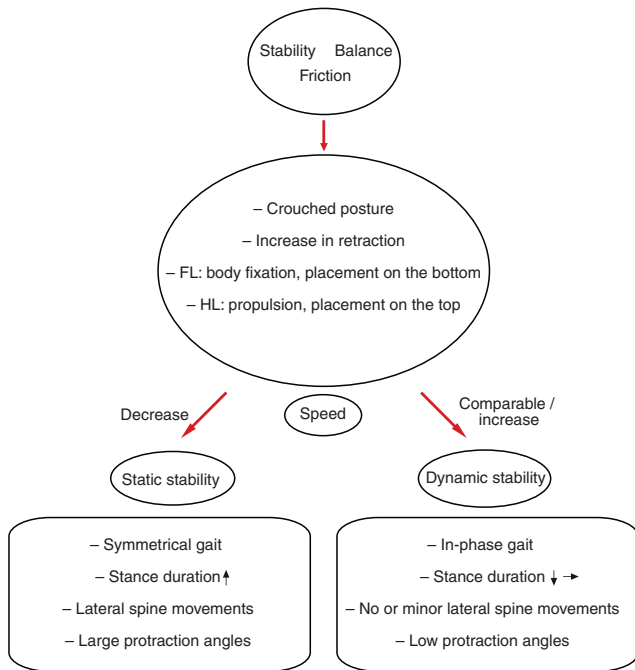 Stability Balance
Friction
– Crouched posture
– Increase in retraction
– FL: body fixation, placement on the bottom
– HL: propulsion, placement on the top
Decrease
Speed
Comparable /
increase
Static stability
Dynamic stability
– Symmetrical gait
– Stance duration ↑
– Lateral spine movements
– Large protraction angles
– In-phase gait
– Stance duration ↓ →
– No or minor lateral spine movements
– Low protraction angles